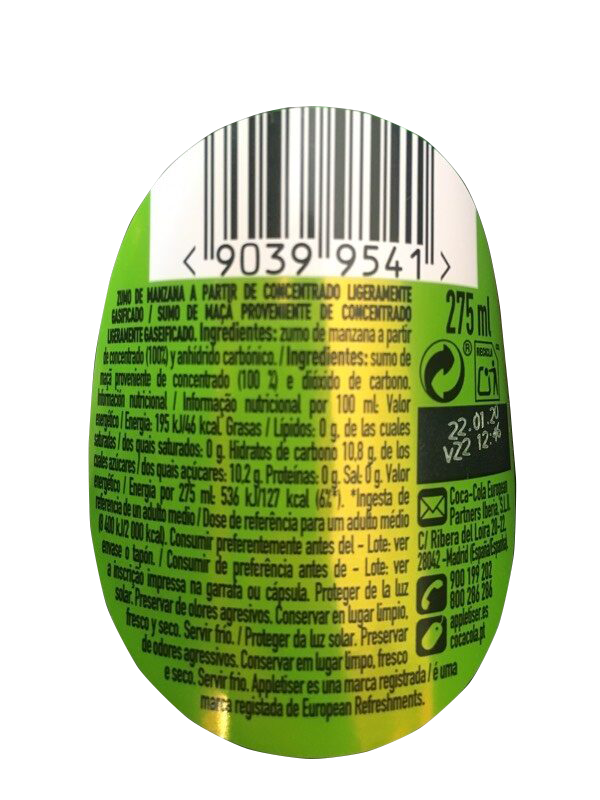 <9039 9541>
ZUMO DE MANZANA A PARTIR DE CONCENTRADO LIGERAMENTE
GASIFICADO / SUMO DE MAÇÃ PROVENIENTE DE CONCENTRADO
LIGERAMENTE GASEIFICADO. Ingredientes: zumo de manzana a partir
de concentrado (100%) y anhídrido carbónico. / Ingredientes: sumo de
maçã proveniente de concentrado (100 %) e dióxido de carbono.
Información nutricional / Informação nutricional por 100 ml: Valor
energético / Energia: 195 kJ/46 kcal. Grasas / Lípidos: 0 g, de las cuales
saturadas / dos quais saturados: 0 g. Hidratos de carbono 10,8 g, de los
cuales azúcares / dos quais açúcares: 10,2 g. Proteínas: 0 g. Sal: 0 g. Valor
energético / Energia por 275 ml: 536 kJ/127 kcal (6%*). *Ingesta de
referencia de un adulto medio / Dose de referência para um adulto médio
(8 400 kJ/2 000 kcal). Consumir preferentemente antes del - Lote: ver
envase o tapón. / Consumir de preferência antes de - Lote: ver
a inscrição impressa na garrafa ou cápsula. Proteger de la luz
solar. Preservar de olores agresivos. Conservar en lugar limpio,
fresco y seco. Servir frío. / Proteger da luz solar. Preservar
de odores agressivos. Conservar em lugar limpo, fresco
e seco. Servir frio. Appletiser es una marca registrada / é uma
marca registada de European Refreshments.
275 ml
® RECICLA
22.01.21
V22 12:46
Coca-Cola European
Partners Iberia, S.L.U.
C/ Ribera del Loira 20-12.
28042 - Madrid (España/Espanha).
900 199 202
800 286 286
appletiser.es
cocacola.pt